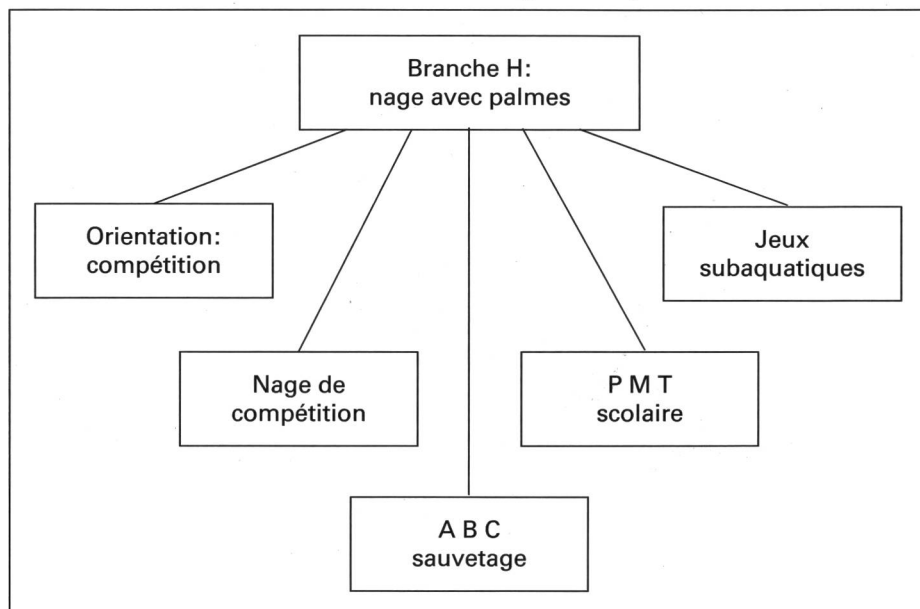 Branche H:
nage avec palmes
Orientation:
compétition
Jeux
subaquatiques
Nage de
compétition
P M T
scolaire
A B C
sauvetage